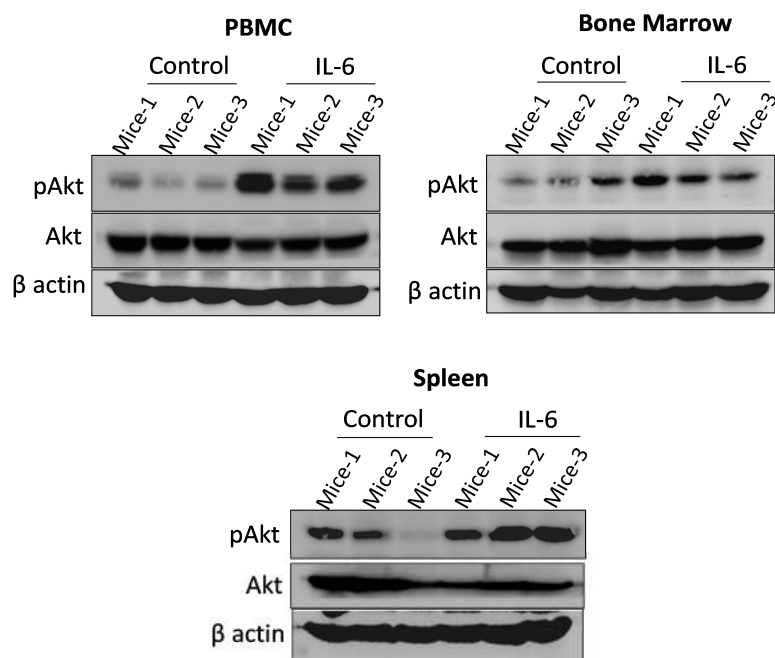 PBMC
Control IL-6
Mice-1 Mice-2 Mice-3 Mice-1 Mice-2 Mice-3
pAkt
Akt
β actin
Bone Marrow
Control IL-6
Mice-1 Mice-2 Mice-3 Mice-1 Mice-2 Mice-3
pAkt
Akt
β actin
Spleen
Control IL-6
Mice-1 Mice-2 Mice-3 Mice-1 Mice-2 Mice-3
pAkt
Akt
β actin